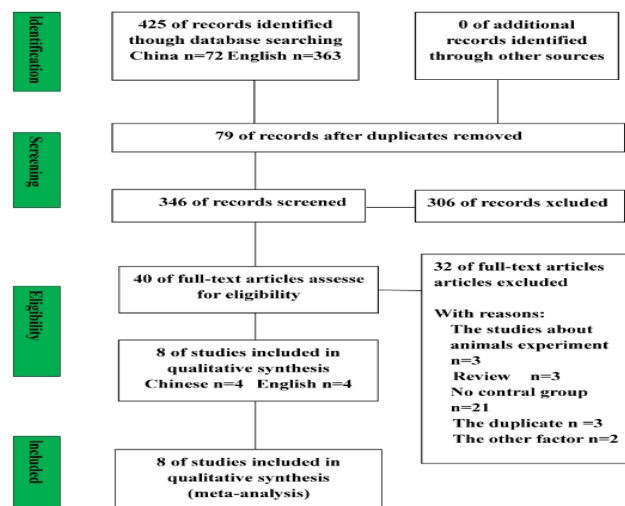 Identification
425 of records identified
though database searching
China n=72 English n=363
0 of additional
records identified
through other sources
Screening
79 of records after duplicates removed
346 of records screened
306 of records xcluded
Eligibility
40 of full-text articles assesse
for eligibility
32 of full-text articles
articles excluded
With reasons:
The studies about
animals experiment
n=3
Review n=3
No contral group
n=21
The duplicate n =3
The other factor n=2
8 of studies included in
qualitative synthesis
Chinese n=4 English n=4
Included
8 of studies included in
qualitative synthesis
(meta-analysis)